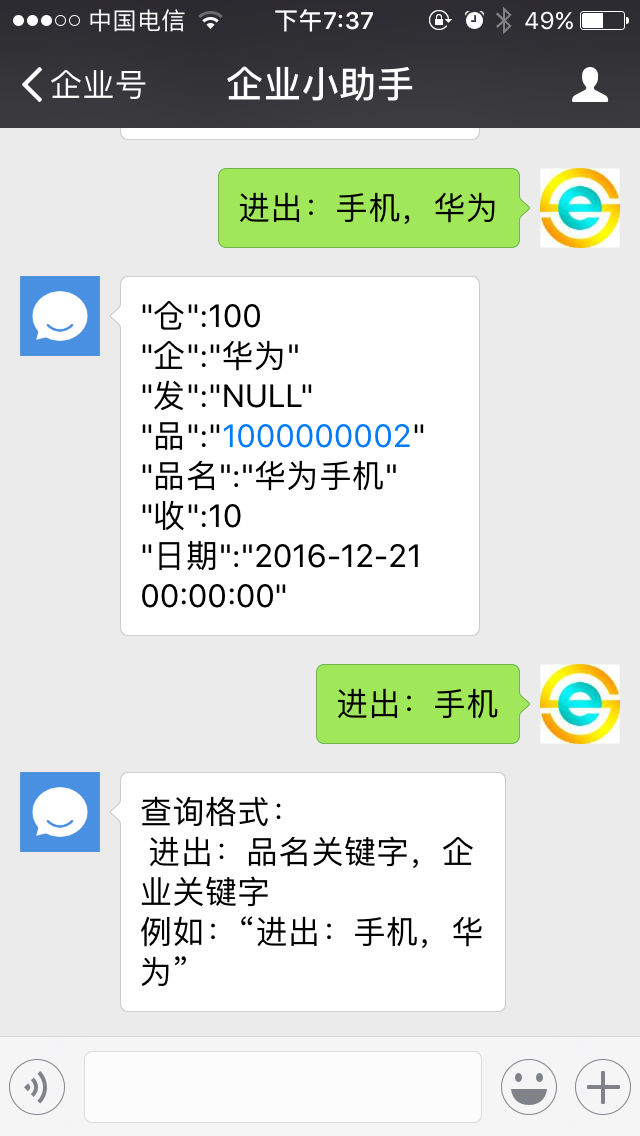 中国电信 下午7:37 49%
企业号 企业小助手
进出：手机，华为
"仓":100
"企":"华为"
"发":"NULL"
"品":"1000000002"
"品名":"华为手机"
"收":10
"日期":"2016-12-21
00:00:00"
进出：手机
查询格式：
进出：品名关键字，企
业关键字
例如：“进出：手机，华
为”